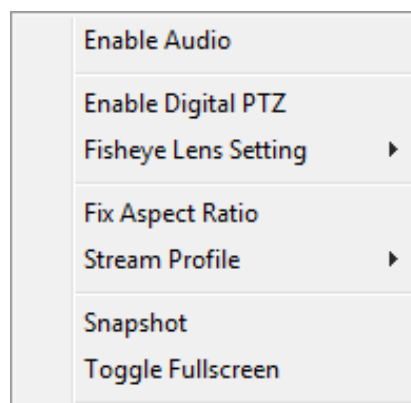 Enable Audio
Enable Digital PTZ
Fisheye Lens Setting
Fix Aspect Ratio
Stream Profile
Snapshot
Toggle Fullscreen